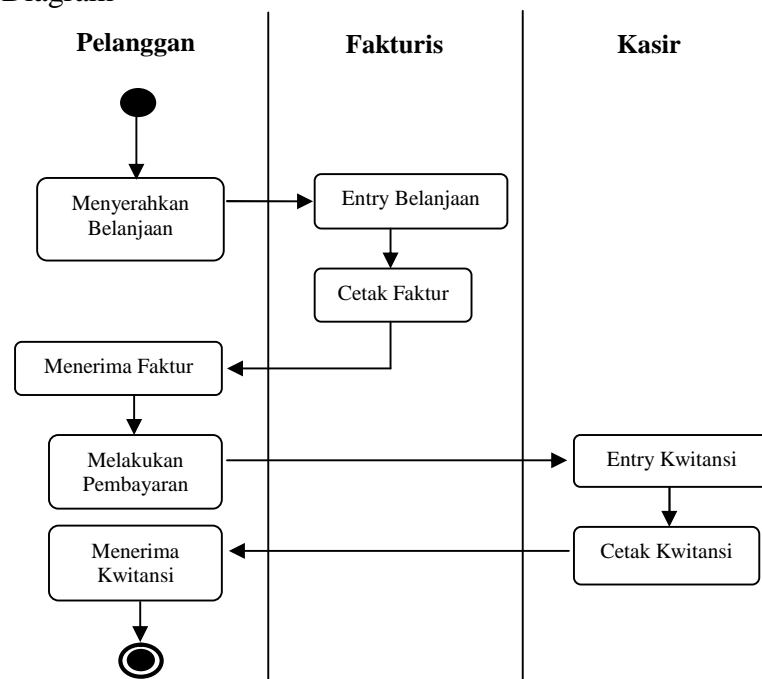 Diagram
Pelanggan
Fakturis
Kasir
Menyerahkan
Belanjaan
Entry Belanjaan
Cetak Faktur
Menerima Faktur
Melakukan
Pembayaran
Entry Kwitansi
Menerima
Kwitansi
Cetak Kwitansi